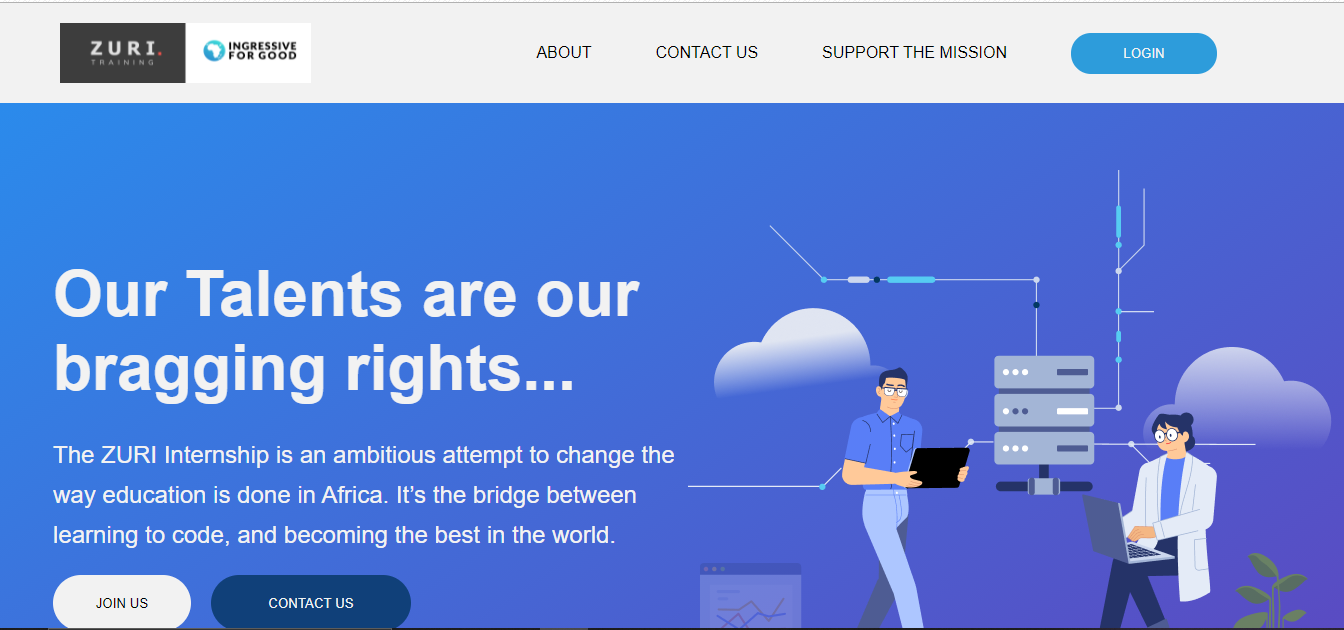 ZURI.
TRAINING
INGRESSIVE
FOR GOOD
ABOUT
CONTACT US
SUPPORT THE MISSION
LOGIN
Our Talents are our
bragging rights...
The ZURI Internship is an ambitious attempt to change the
way education is done in Africa. It’s the bridge between
learning to code, and becoming the best in the world.
JOIN US
CONTACT US